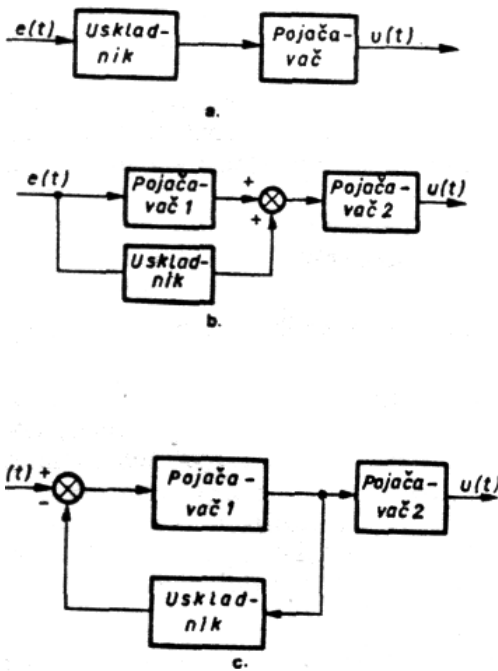 e(t)
Usklad-
nik
Pojača-
vač
u(t)
a.
e(t)
Pojača-
vač 1
+
+
Pojača-
vač 2
u(t)
Usklad-
nik
b.
(t) +
-
Pojača-
vač 1
Pojača-
vač 2
u(t)
Usklad-
nik
c.